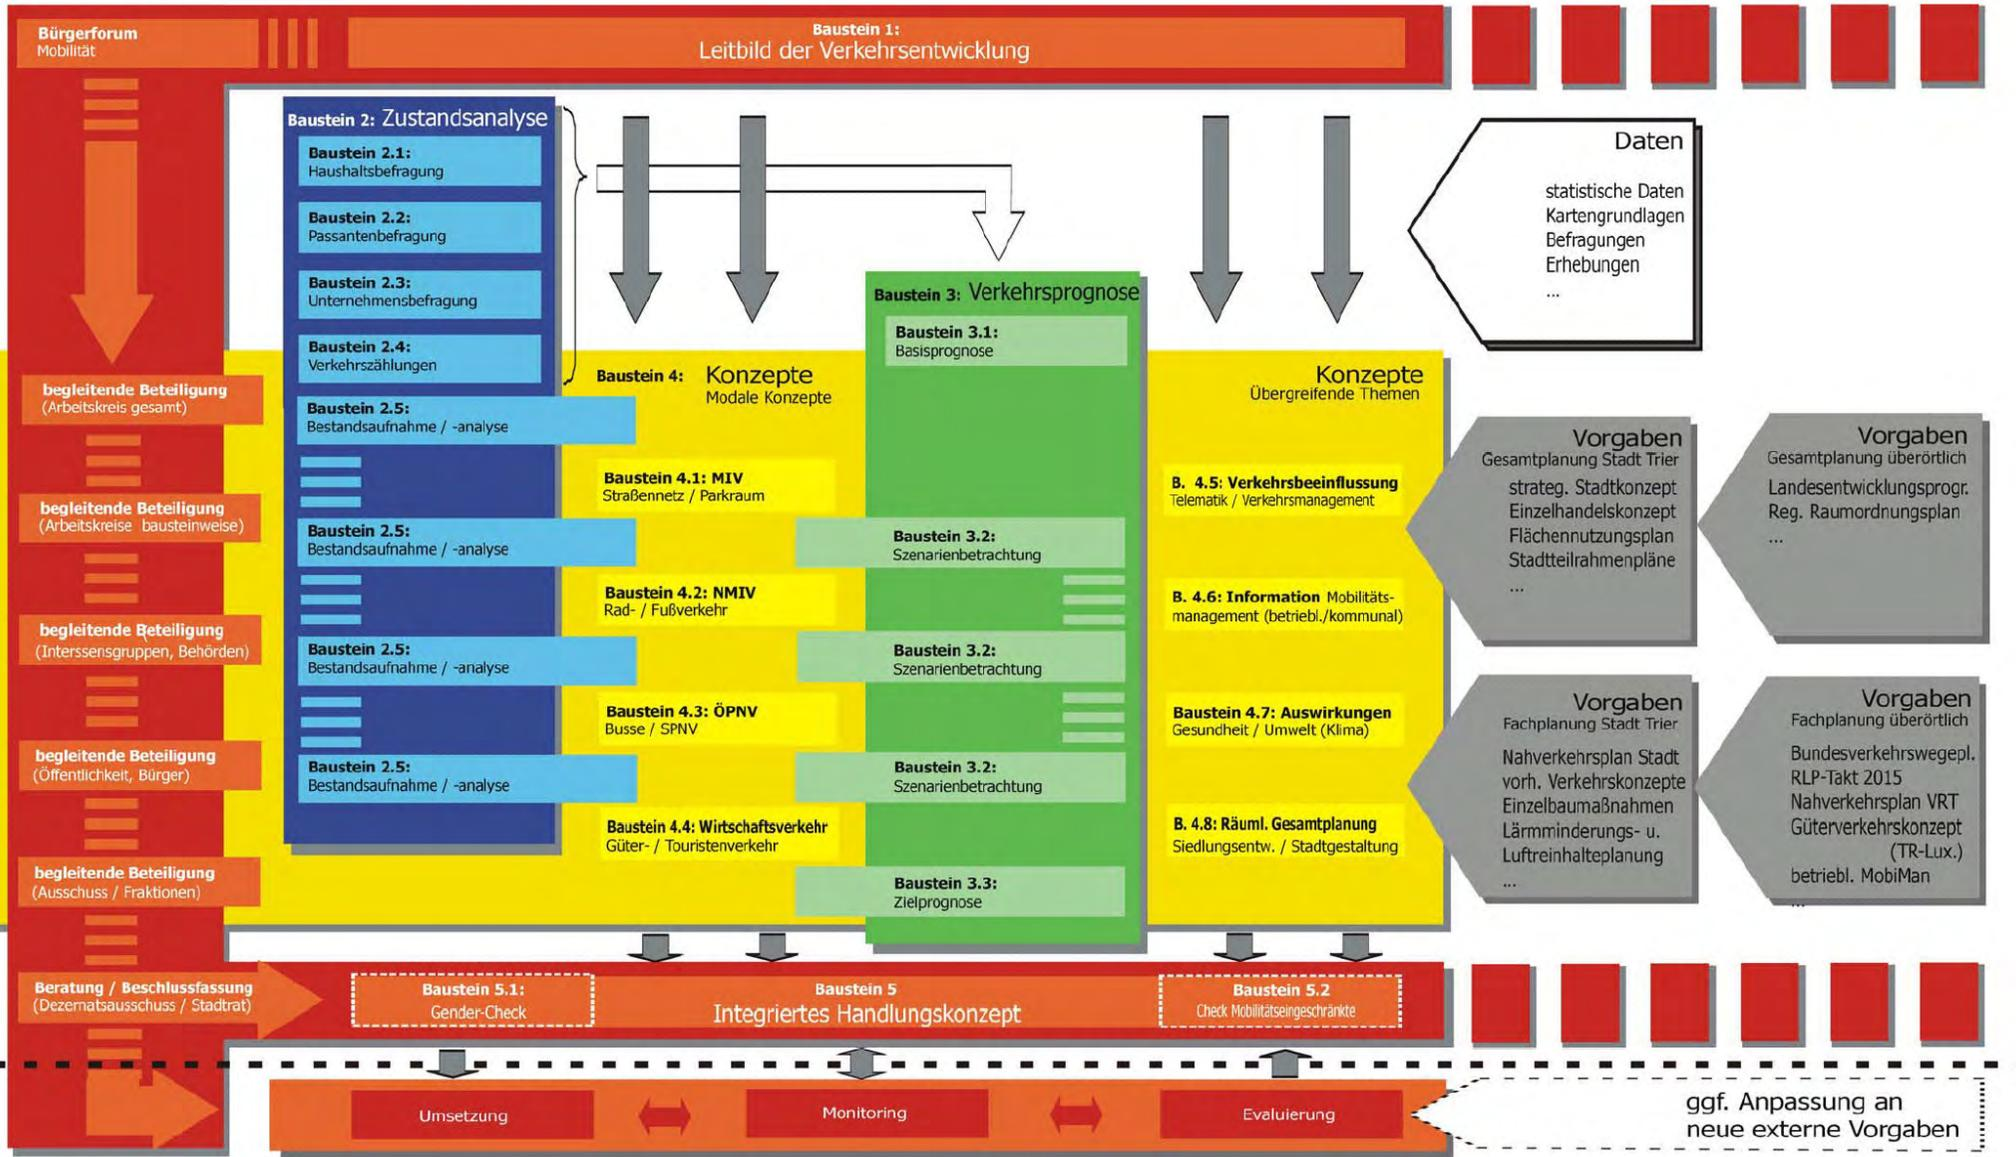 Bürgerforum
Mobilität
Baustein 1:
Leitbild der Verkehrsentwicklung
Baustein 2: Zustandsanalyse
Baustein 2.1:
Haushaltsbefragung
Baustein 2.2:
Passantenbefragung
Baustein 2.3:
Unternehmensbefragung
Baustein 2.4:
Verkehrszählungen
Baustein 2.5:
Bestandsaufnahme / -analyse
Baustein 2.5:
Bestandsaufnahme / -analyse
Baustein 2.5:
Bestandsaufnahme / -analyse
Baustein 2.5:
Bestandsaufnahme / -analyse
begleitende Beteiligung
(Arbeitskreis gesamt)
begleitende Beteiligung
(Arbeitskreise bausteinweise)
begleitende Beteiligung
(Interssensgruppen, Behörden)
begleitende Beteiligung
(Öffentlichkeit, Bürger)
begleitende Beteiligung
(Ausschuss / Fraktionen)
Beratung / Beschlussfassung
(Dezernatsausschuss / Stadtrat)
Baustein 4: Konzepte
Modale Konzepte
Baustein 4.1: MIV
Straßennetz / Parkraum
Baustein 4.2: NMIV
Rad- / Fußverkehr
Baustein 4.3: ÖPNV
Busse / SPNV
Baustein 4.4: Wirtschaftsverkehr
Güter- / Touristenverkehr
Baustein 3: Verkehrsprognose
Baustein 3.1:
Basisprognose
Baustein 3.2:
Szenarienbetrachtung
Baustein 3.2:
Szenarienbetrachtung
Baustein 3.2:
Szenarienbetrachtung
Baustein 3.3:
Zielprognose
Konzepte
Übergreifende Themen
B. 4.5: Verkehrsbeeinflussung
Telematik / Verkehrsmanagement
B. 4.6: Information Mobilitäts-
management (betriebl./kommunal)
Baustein 4.7: Auswirkungen
Gesundheit / Umwelt (Klima)
B. 4.8: Räuml. Gesamtplanung
Siedlungsentw. / Stadtgestaltung
Daten
statistische Daten
Kartengrundlagen
Befragungen
Erhebungen
...
Vorgaben
Gesamtplanung Stadt Trier
strateg. Stadtkonzept
Einzelhandelskonzept
Flächennutzungsplan
Stadtteilrahmenpläne
...
Vorgaben
Gesamtplanung überörtlich
Landesentwicklungsprogr.
Reg. Raumordnungsplan
...
Vorgaben
Fachplanung Stadt Trier
Nahverkehrsplan Stadt
vorh. Verkehrskonzepte
Einzelbaumaßnahmen
Lärmminderungs- u.
Luftreinhalteplanung
...
Vorgaben
Fachplanung überörtlich
Bundesverkehrswegepl.
RLP-Takt 2015
Nahverkehrsplan VRT
Güterverkehrskonzept
(TR-Lux.)
betriebl. MobiMan
...
Baustein 5.1:
Gender-Check
Baustein 5
Integriertes Handlungskonzept
Baustein 5.2
Check Mobilitätseingeschränkte
Umsetzung
Monitoring
Evaluierung
ggf. Anpassung an
neue externe Vorgaben